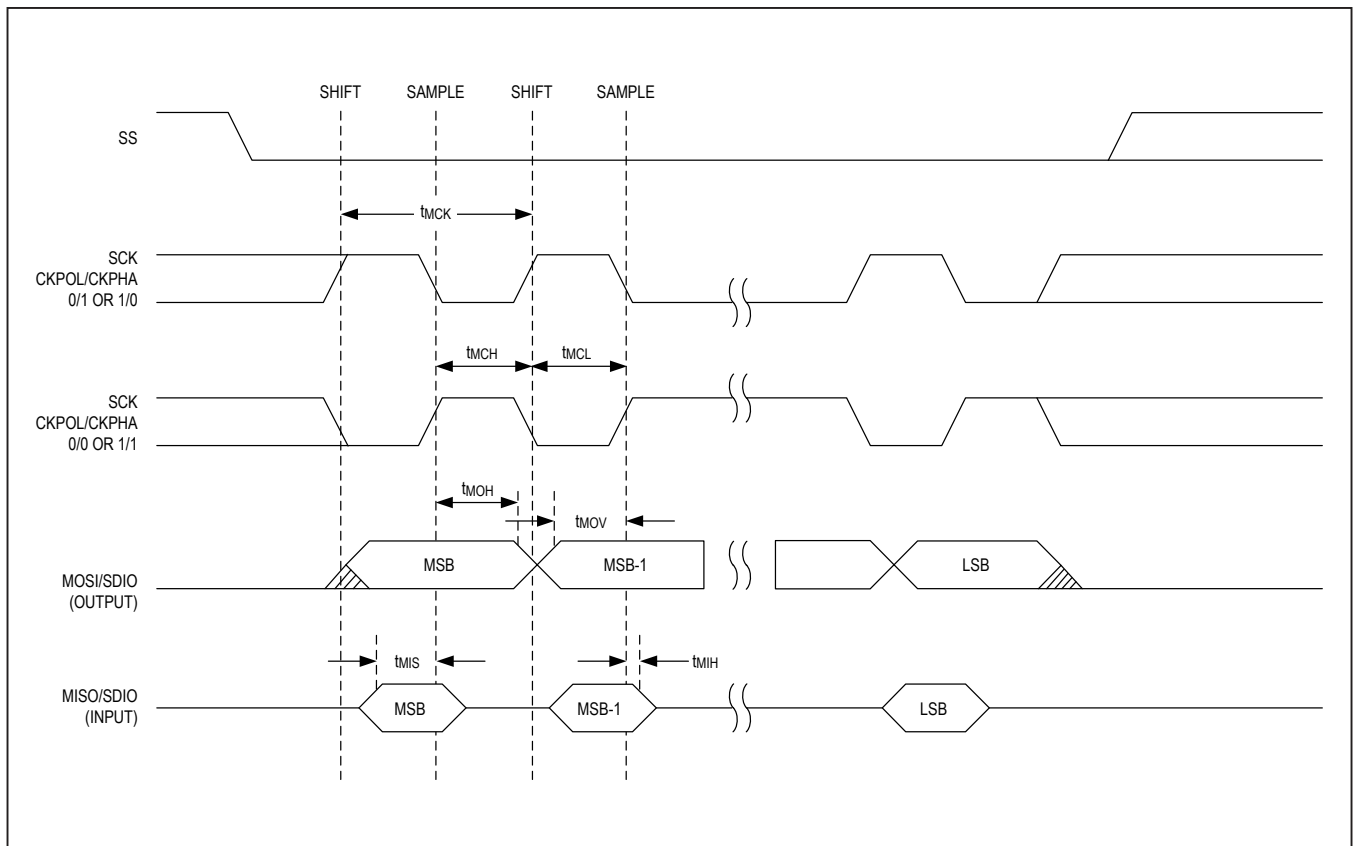 SHIFT SAMPLE SHIFT SAMPLE
SS
tMCK
SCK
CKPOL/CKPHA
0/1 OR 1/0
tMCH tMCL
SCK
CKPOL/CKPHA
0/0 OR 1/1
tMOH
tMOV
MOSI/SDIO
(OUTPUT)
MSB MSB-1 LSB
tMIS tMIH
MISO/SDIO
(INPUT)
MSB MSB-1 LSB